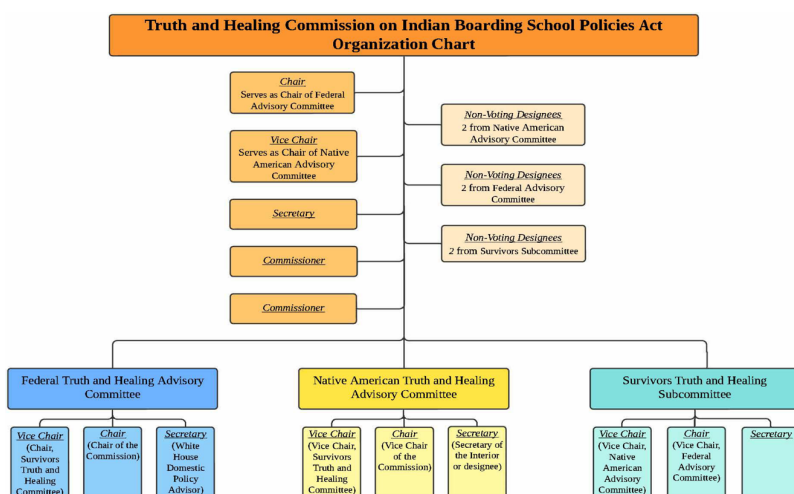 Truth and Healing Commission on Indian Boarding School Policies Act
Organization Chart
Chair
Serves as Chair of Federal
Advisory Committee
Non-Voting Designees
2 from Native American
Advisory Committee
Vice Chair
Serves as Chair of Native
American Advisory
Committee
Non-Voting Designees
2 from Federal Advisory
Committee
Secretary
Non-Voting Designees
2 from Survivors Subcommittee
Commissioner
Commissioner
Federal Truth and Healing Advisory
Committee
Vice Chair
(Chair,
Survivors
Truth and
Healing
Committee)
Chair
(Chair of the
Commission)
Secretary
(White
House
Domestic
Policy
Advisor)
Native American Truth and Healing
Advisory Committee
Vice Chair
(Vice Chair,
Survivors
Truth and
Healing
Committee)
Chair
(Vice Chair
of the
Commission)
Secretary
(Secretary of
the Interior
or designee)
Survivors Truth and Healing
Subcommittee
Vice Chair
(Vice Chair,
Native
American
Advisory
Committee)
Chair
(Vice Chair,
Federal
Advisory
Committee)
Secretary